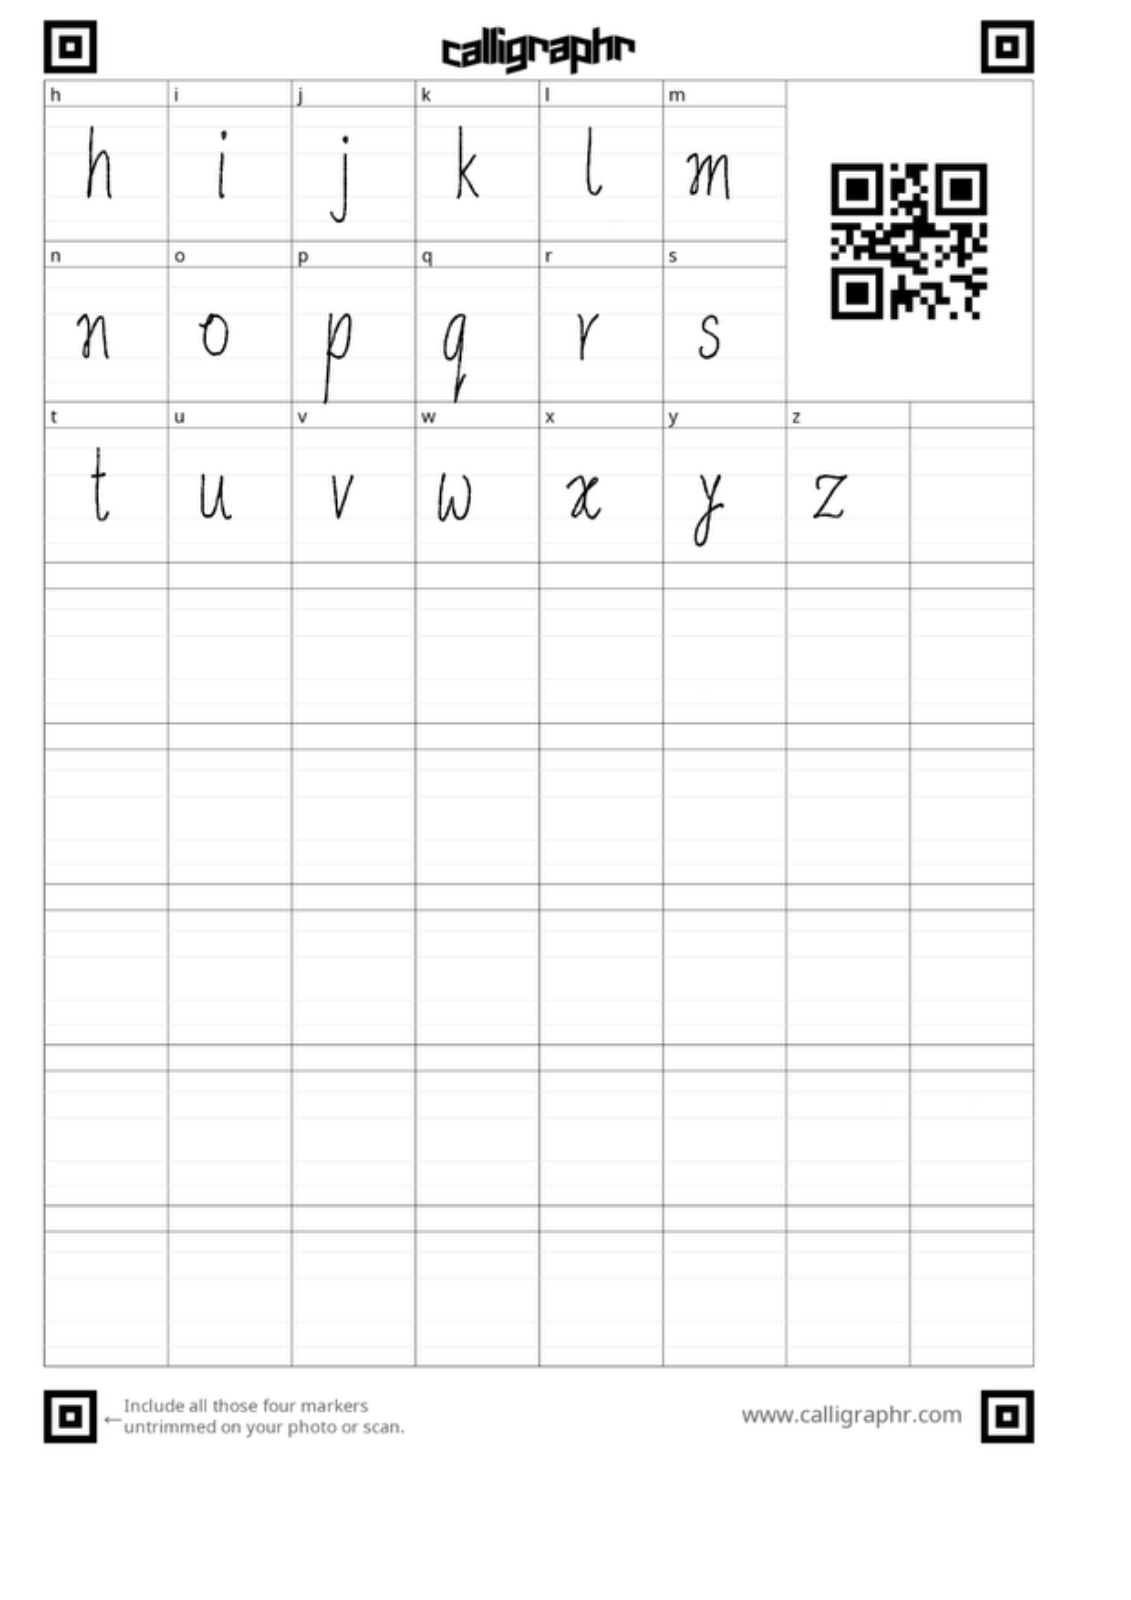 calligraphr
h i j k l m
h i j k l m
n o p q r s
n o p q r s
t u v w x y z
t u v w x y z
Include all those four markers
←untrimmed on your photo or scan.
www.calligraphr.com